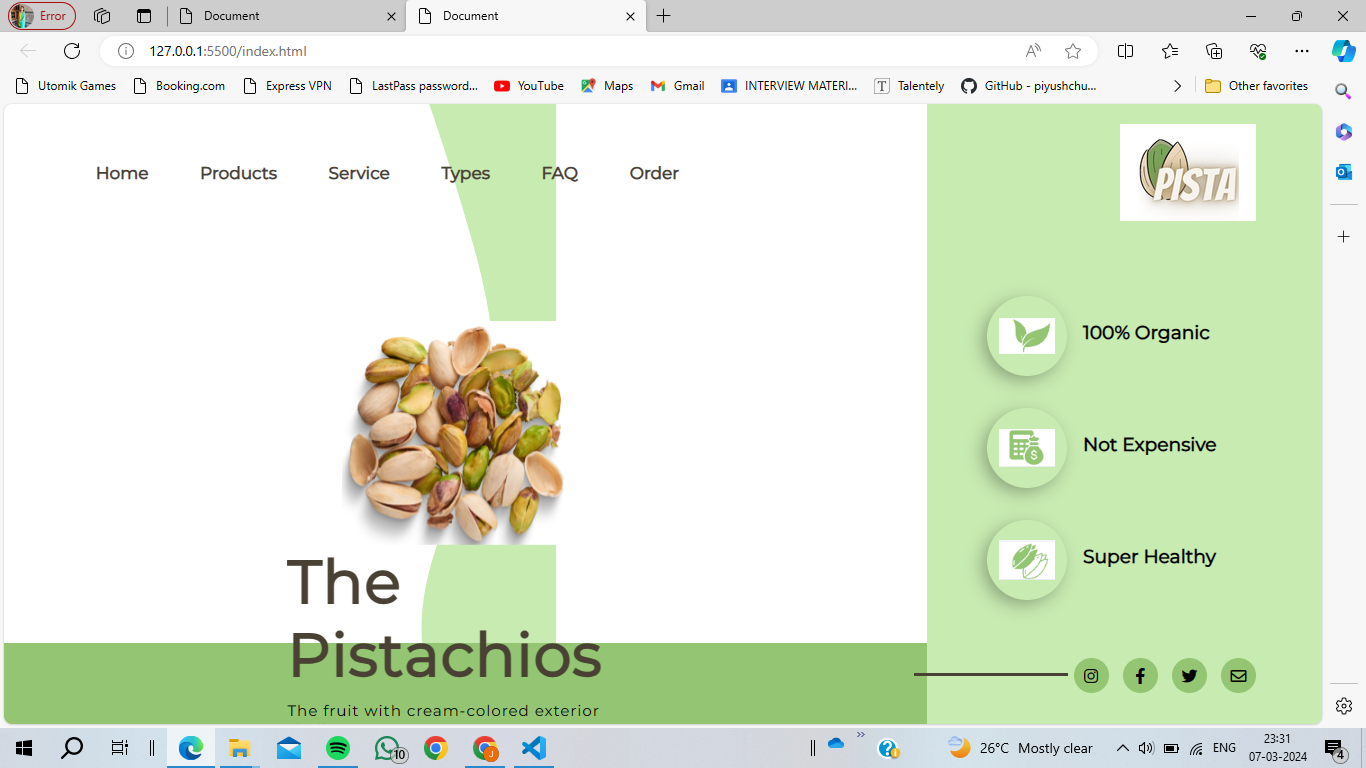 Error
Document
Document
127.0.0.1:5500/index.html
Utomik Games
Booking.com
Express VPN
LastPass password...
YouTube
Maps
Gmail
INTERVIEW MATERI...
Talentely
GitHub - piyushchu...
Other favorites
Home
Products
Service
Types
FAQ
Order
PISTA
100% Organic
Not Expensive
Super Healthy
The
Pistachios
The fruit with cream-colored exterior
10
26°C Mostly clear
ENG
23:31
07-03-2024
4